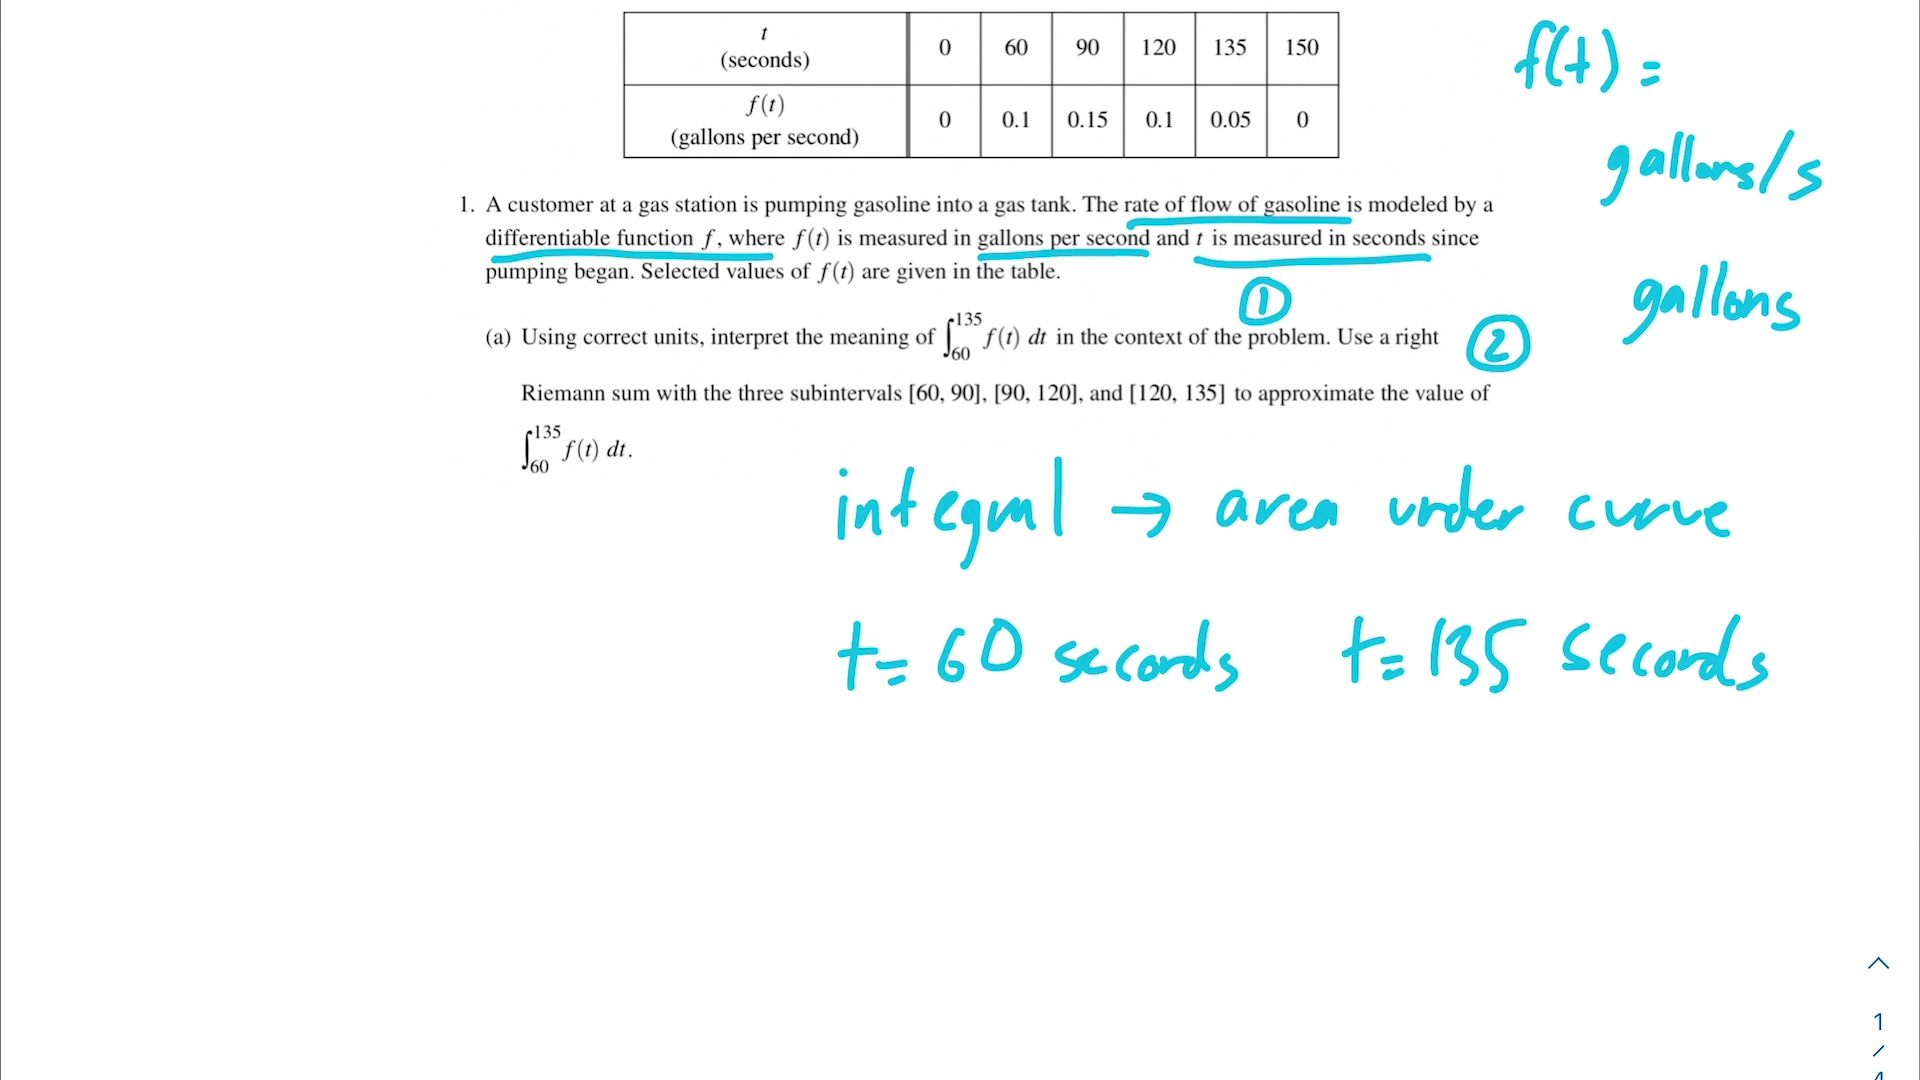 t (seconds) 0 60 90 120 135 150
f(t) (gallons per second) 0 0.1 0.15 0.1 0.05 0
f(t) =
gallons/s
gallons
1. A customer at a gas station is pumping gasoline into a gas tank. The rate of flow of gasoline is modeled by a
differentiable function f, where f(t) is measured in gallons per second and t is measured in seconds since
pumping began. Selected values of f(t) are given in the table.
①
(a) Using correct units, interpret the meaning of ∫_60^135 f(t) dt in the context of the problem. Use a right
②
Riemann sum with the three subintervals [60, 90], [90, 120], and [120, 135] to approximate the value of
∫_60^135 f(t) dt.
integral → area under curve
t = 60 seconds t = 135 seconds
1
/